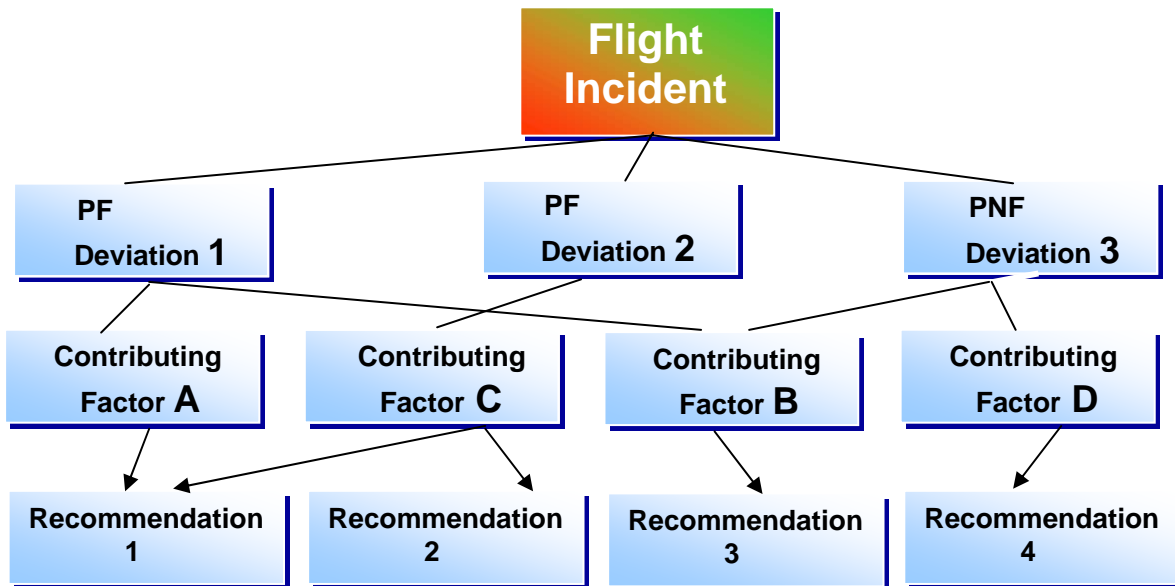 Flight
Incident
PF
Deviation 1
PF
Deviation 2
PNF
Deviation 3
Contributing
Factor A
Contributing
Factor C
Contributing
Factor B
Contributing
Factor D
Recommendation
1
Recommendation
2
Recommendation
3
Recommendation
4